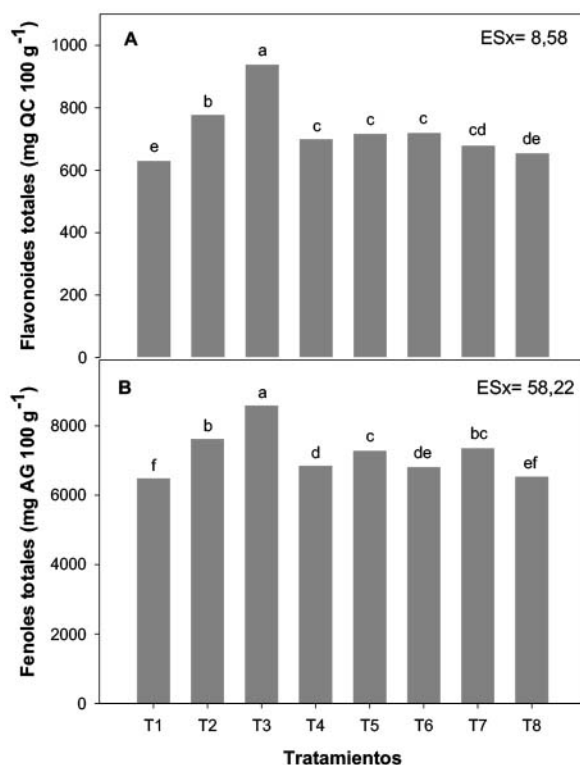 A
ESx= 8,58
Flavonoides totales (mg QC 100 g⁻¹)
1000
800
600
400
200
0
e
b
a
c
c
c
cd
de
B
ESx= 58,22
Fenoles totales (mg AG 100 g⁻¹)
8000
6000
4000
2000
0
f
b
a
d
c
de
bc
ef
T1 T2 T3 T4 T5 T6 T7 T8
Tratamientos